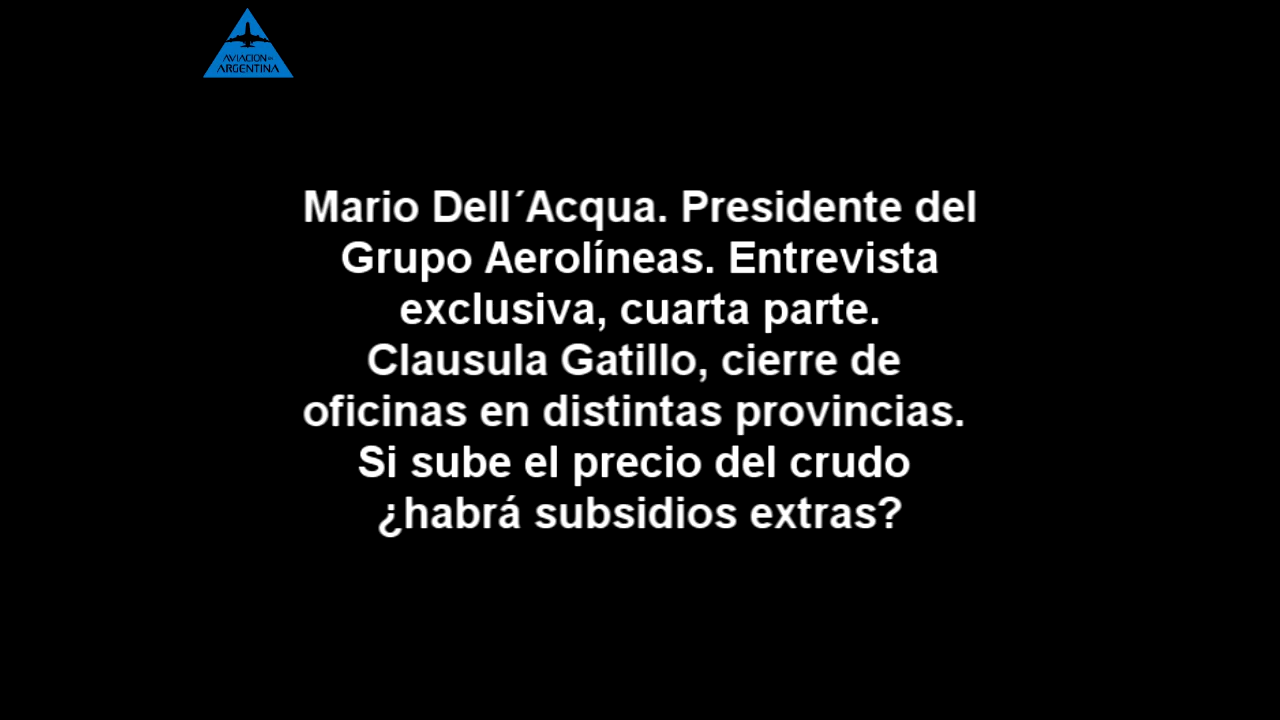 AVIACION EN
ARGENTINA
Mario Dell´Acqua. Presidente del
Grupo Aerolíneas. Entrevista
exclusiva, cuarta parte.
Clausula Gatillo, cierre de
oficinas en distintas provincias.
Si sube el precio del crudo
¿habrá subsidios extras?